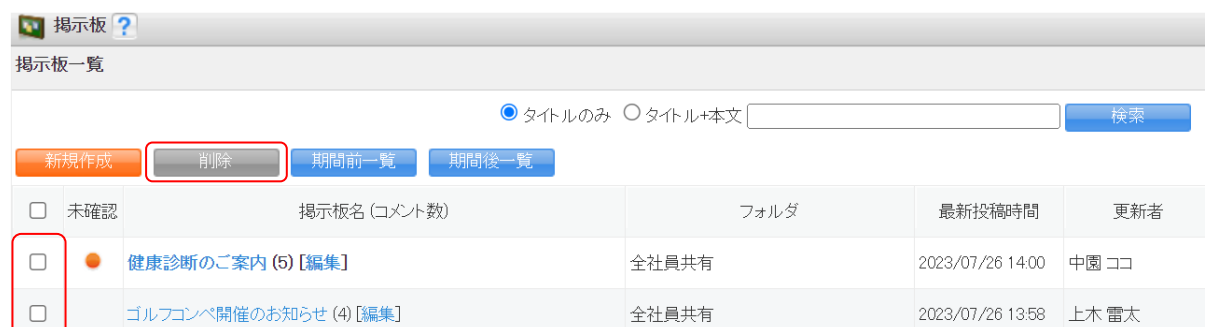 掲示板 ?
掲示板一覧
タイトルのみ タイトル+本文 検索
新規作成 削除 期間前一覧 期間後一覧
未確認 掲示板名 (コメント数) フォルダ 最新投稿時間 更新者
健康診断のご案内 (5) [編集] 全社員共有 2023/07/26 14:00 中園 ココ
ゴルフコンペ開催のお知らせ (4) [編集] 全社員共有 2023/07/26 13:58 上木 雷太